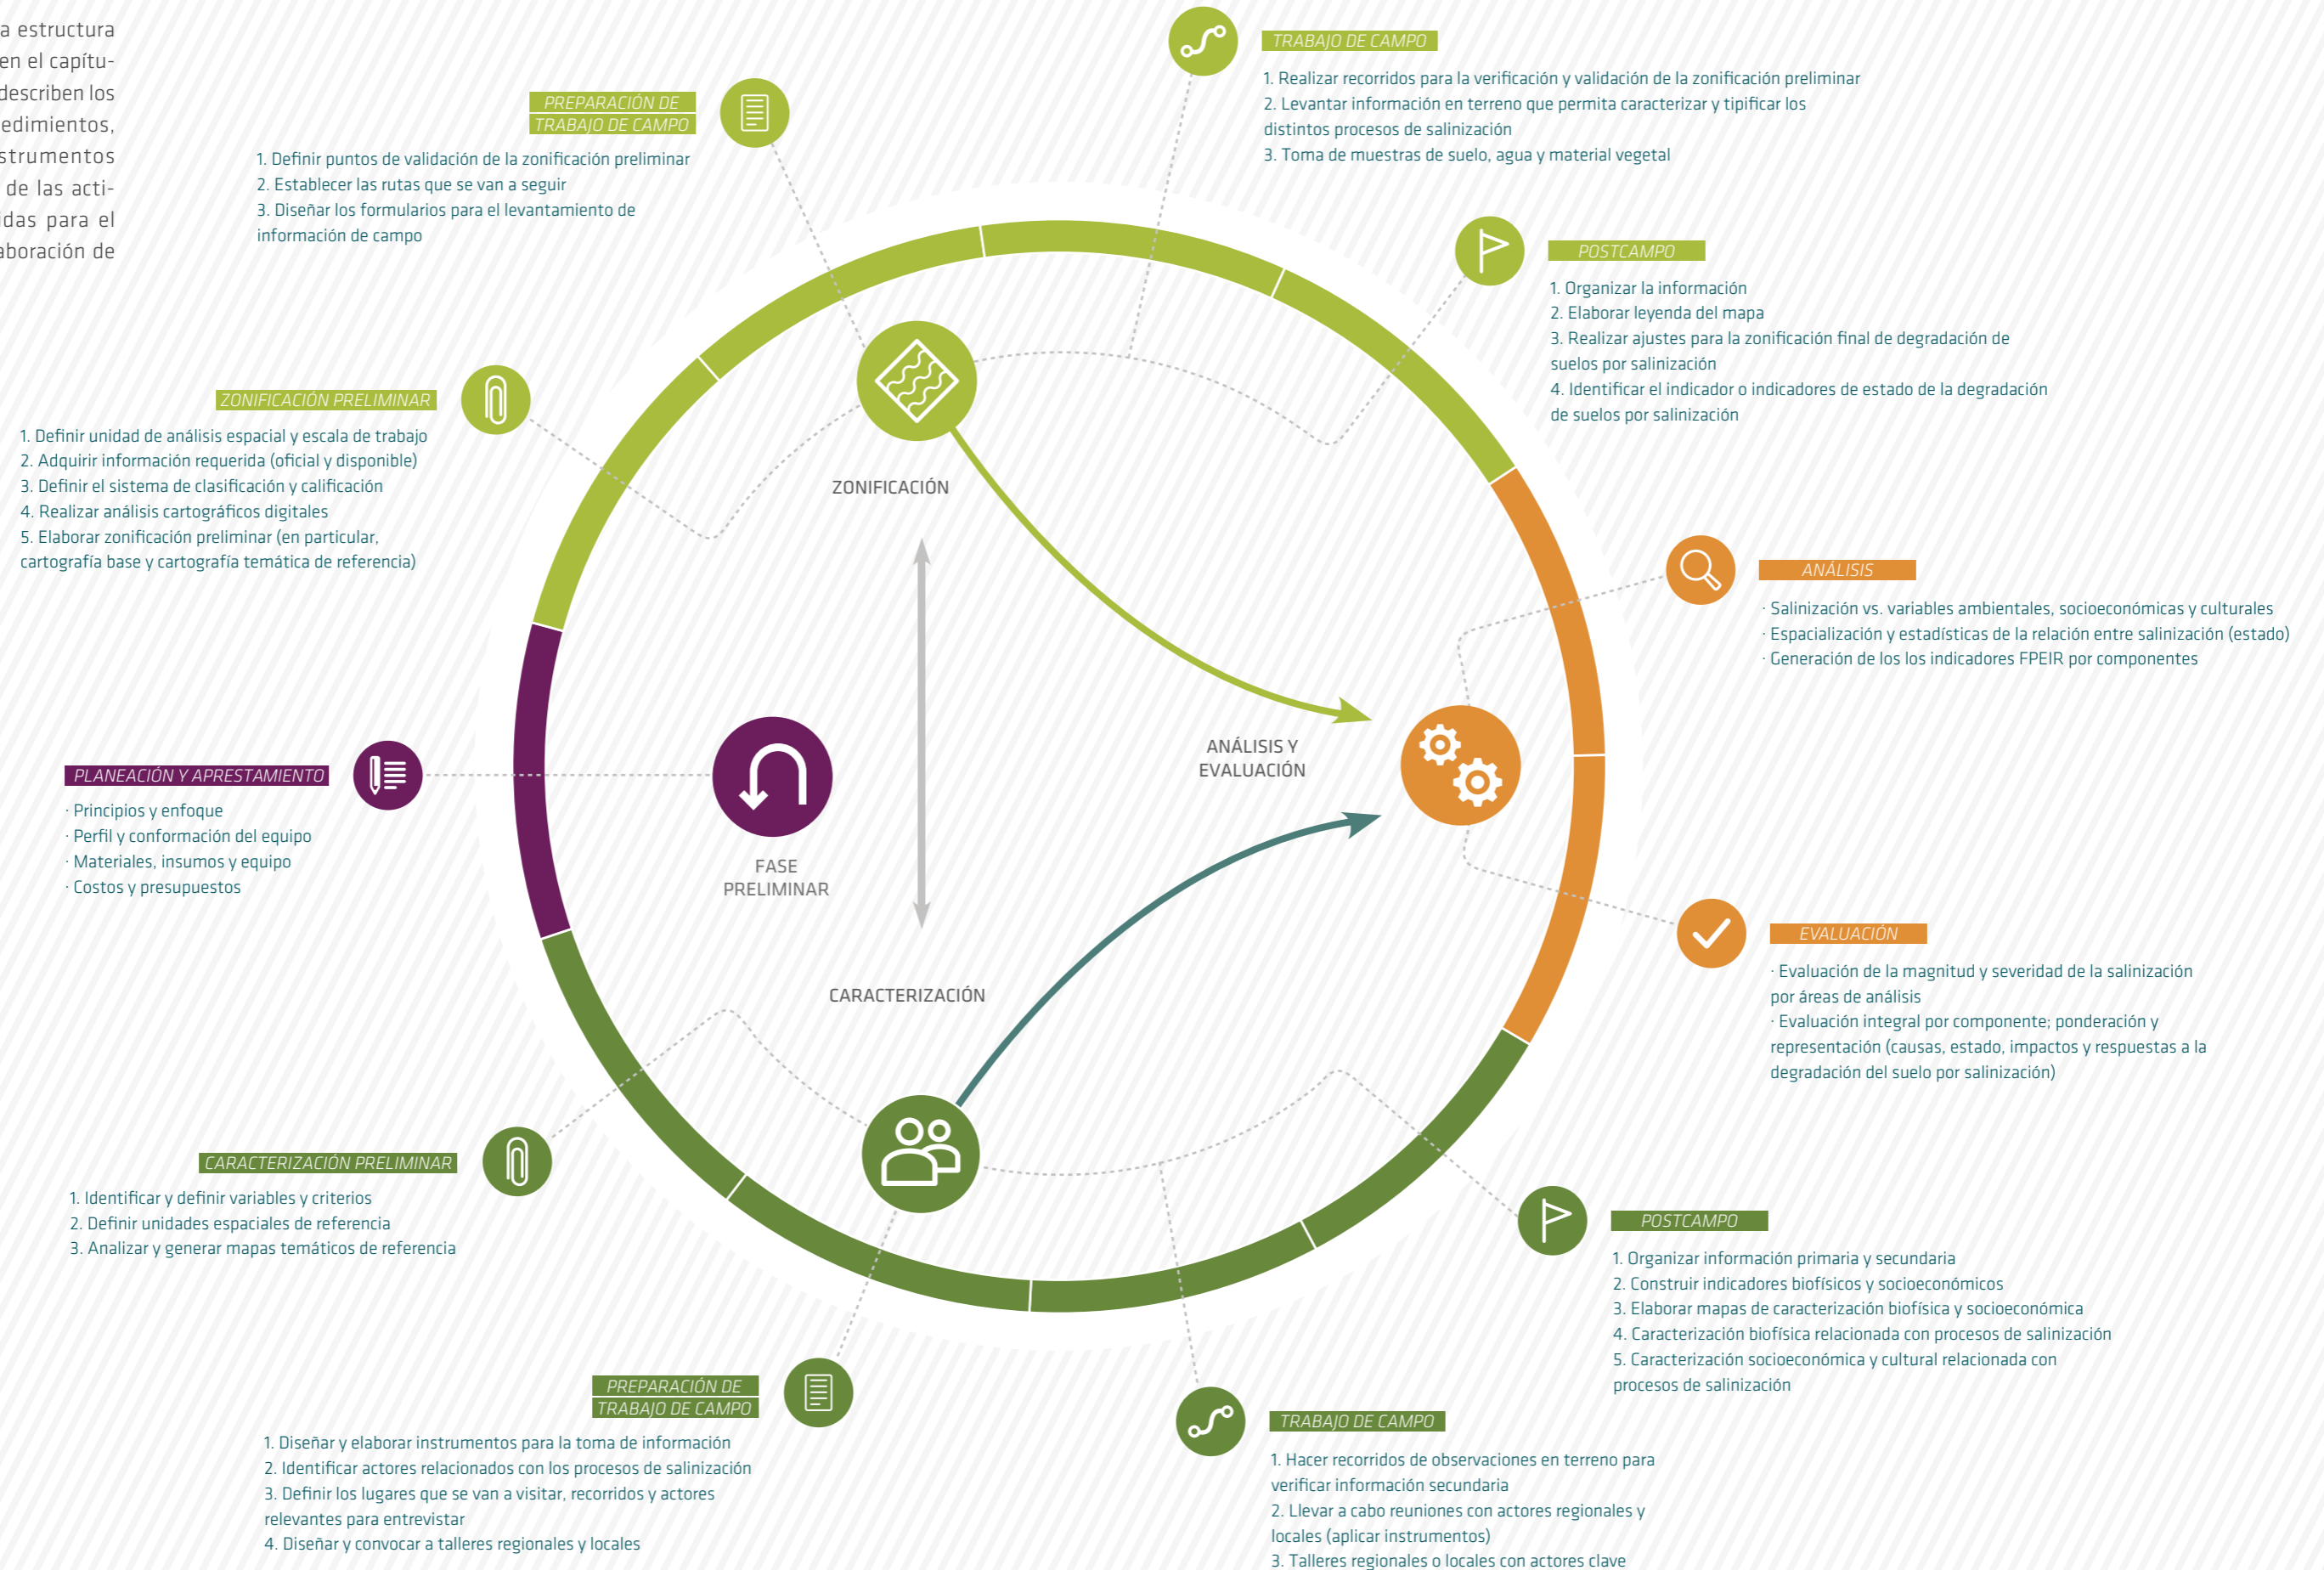 a estructura
en el capítu-
describen los
edimientos,
strumentos
de las acti-
idas para el
aboración de
TRABAJO DE CAMPO
1. Realizar recorridos para la verificación y validación de la zonificación preliminar
2. Levantar información en terreno que permita caracterizar y tipificar los
distintos procesos de salinización
3. Toma de muestras de suelo, agua y material vegetal
PREPARACIÓN DE
TRABAJO DE CAMPO
1. Definir puntos de validación de la zonificación preliminar
2. Establecer las rutas que se van a seguir
3. Diseñar los formularios para el levantamiento de
información de campo
POSTCAMPO
1. Organizar la información
2. Elaborar leyenda del mapa
3. Realizar ajustes para la zonificación final de degradación de
suelos por salinización
4. Identificar el indicador o indicadores de estado de la degradación
de suelos por salinización
ZONIFICACIÓN PRELIMINAR
1. Definir unidad de análisis espacial y escala de trabajo
2. Adquirir información requerida (oficial y disponible)
3. Definir el sistema de clasificación y calificación
4. Realizar análisis cartográficos digitales
5. Elaborar zonificación preliminar (en particular,
cartografía base y cartografía temática de referencia)
ZONIFICACIÓN
ANÁLISIS
· Salinización vs. variables ambientales, socioeconómicas y culturales
· Espacialización y estadísticas de la relación entre salinización (estado)
· Generación de los los indicadores FPEIR por componentes
ANÁLISIS Y
EVALUACIÓN
PLANEACIÓN Y APRESTAMIENTO
· Principios y enfoque
· Perfil y conformación del equipo
· Materiales, insumos y equipo
· Costos y presupuestos
FASE
PRELIMINAR
EVALUACIÓN
· Evaluación de la magnitud y severidad de la salinización
por áreas de análisis
· Evaluación integral por componente; ponderación y
representación (causas, estado, impactos y respuestas a la
degradación del suelo por salinización)
CARACTERIZACIÓN
CARACTERIZACIÓN PRELIMINAR
1. Identificar y definir variables y criterios
2. Definir unidades espaciales de referencia
3. Analizar y generar mapas temáticos de referencia
POSTCAMPO
1. Organizar información primaria y secundaria
2. Construir indicadores biofísicos y socioeconómicos
3. Elaborar mapas de caracterización biofísica y socioeconómica
4. Caracterización biofísica relacionada con procesos de salinización
5. Caracterización socioeconómica y cultural relacionada con
procesos de salinización
PREPARACIÓN DE
TRABAJO DE CAMPO
1. Diseñar y elaborar instrumentos para la toma de información
2. Identificar actores relacionados con los procesos de salinización
3. Definir los lugares que se van a visitar, recorridos y actores
relevantes para entrevistar
4. Diseñar y convocar a talleres regionales y locales
TRABAJO DE CAMPO
1. Hacer recorridos de observaciones en terreno para
verificar información secundaria
2. Llevar a cabo reuniones con actores regionales y
locales (aplicar instrumentos)
3. Talleres regionales o locales con actores clave